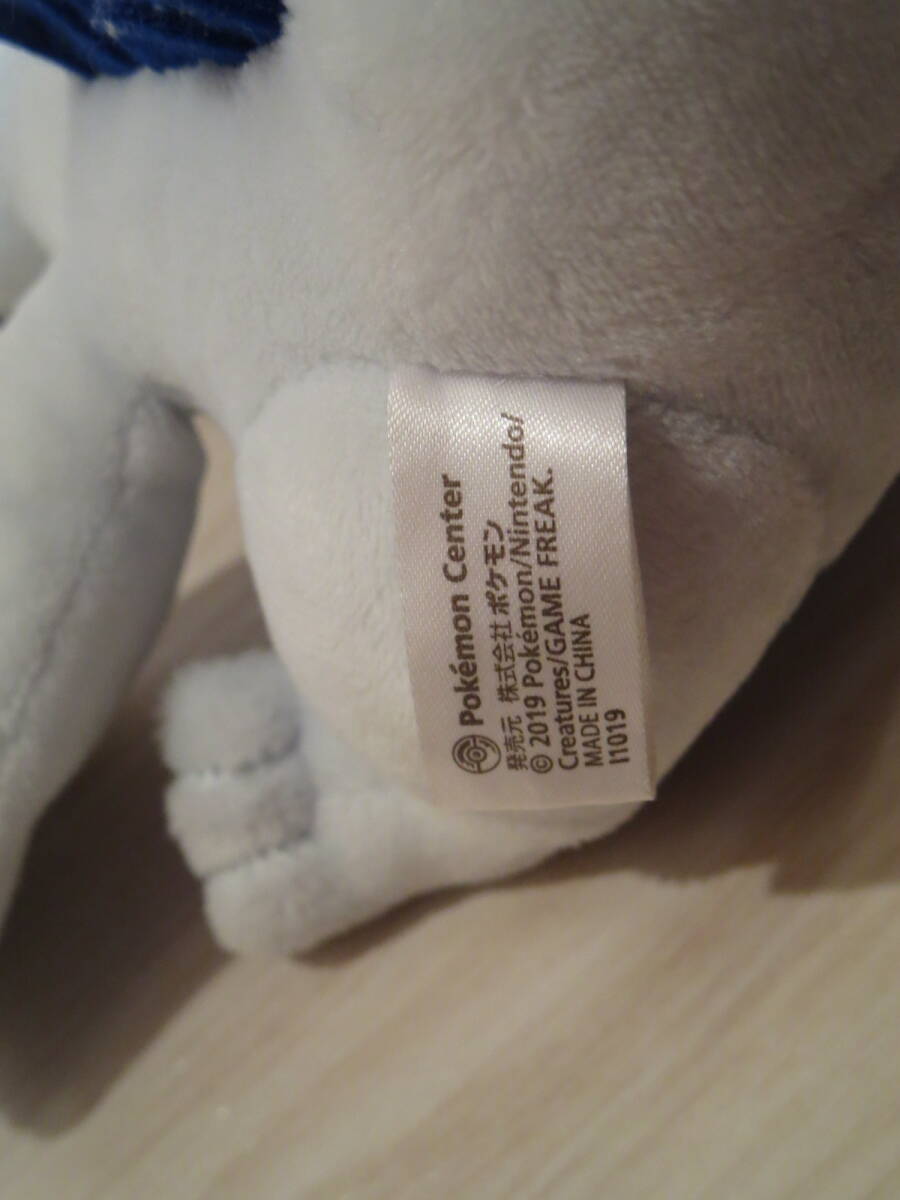 Pokémon Center
発売元 株式会社 ポケモン
© 2019 Pokémon/Nintendo/
Creatures/GAME FREAK.
MADE IN CHINA
I1019